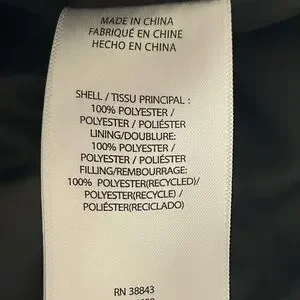 MADE IN CHINA
FABRIQUÉ EN CHINE
HECHO EN CHINA
SHELL / TISSU PRINCIPAL :
100% POLYESTER /
POLYESTER / POLIÉSTER
LINING/DOUBLURE:
100% POLYESTER /
POLYESTER / POLIÉSTER
FILLING/REMBOURRAGE:
100% POLYESTER(RECYCLED)/
POLYESTER(RECYCLE) /
POLIÉSTER(RECICLADO)
RN 38843